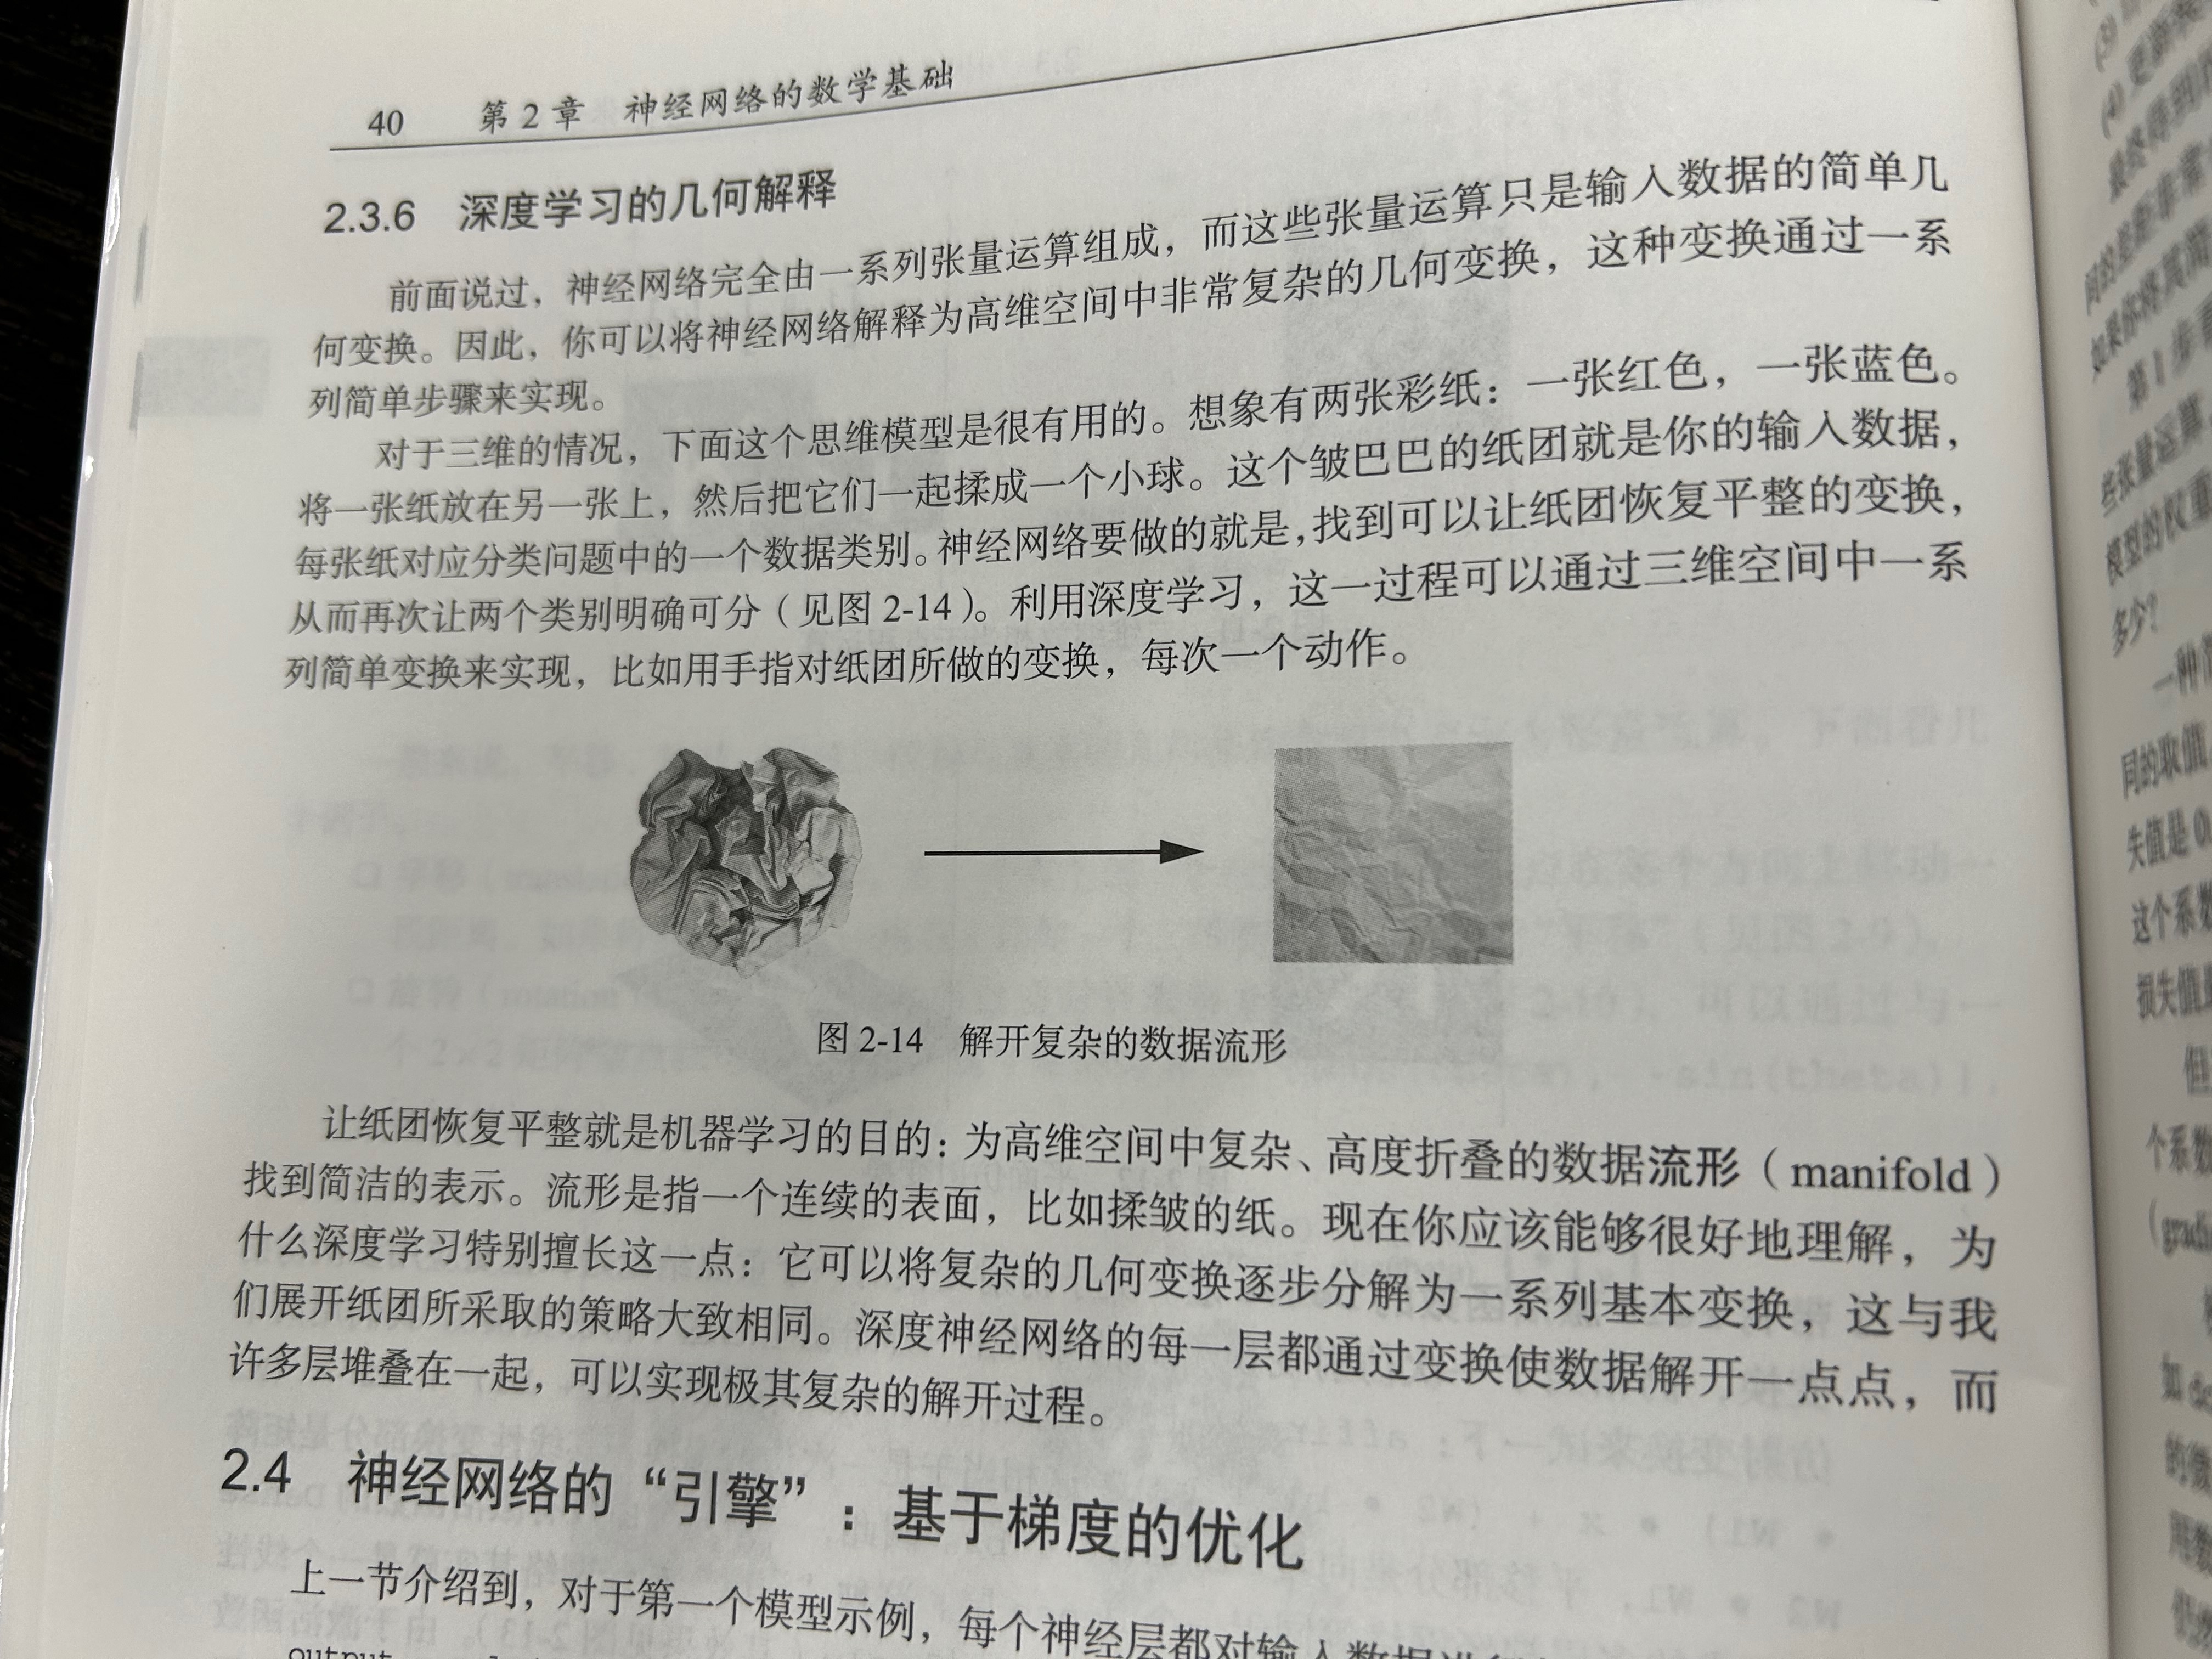 40 第 2 章 神经网络的数学基础
2.3.6 深度学习的几何解释
前面说过，神经网络完全由一系列张量运算组成，而这些张量运算只是输入数据的简单几
何变换。因此，你可以将神经网络解释为高维空间中非常复杂的几何变换，这种变换通过一系
列简单步骤来实现。
对于三维的情况，下面这个思维模型是很有用的。想象有两张彩纸：一张红色，一张蓝色。
将一张纸放在另一张上，然后把它们一起揉成一个小球。这个皱巴巴的纸团就是你的输入数据，
每张纸对应分类问题中的一个数据类别。神经网络要做的就是，找到可以让纸团恢复平整的变换，
从而再次让两个类别明确可分（见图 2-14）。利用深度学习，这一过程可以通过三维空间中一系
列简单变换来实现，比如用手指对纸团所做的变换，每次一个动作。
图 2-14 解开复杂的数据流形
让纸团恢复平整就是机器学习的目的：为高维空间中复杂、高度折叠的数据流形（manifold）
找到简洁的表示。流形是指一个连续的表面，比如揉皱的纸。现在你应该能够很好地理解，为
什么深度学习特别擅长这一点：它可以将复杂的几何变换逐步分解为一系列基本变换，这与我
们展开纸团所采取的策略大致相同。深度神经网络的每一层都通过变换使数据解开一点点，而
许多层堆叠在一起，可以实现极其复杂的解开过程。
2.4 神经网络的“引擎”：基于梯度的优化
上一节介绍到，对于第一个模型示例，每个神经层都对输入数据进行
output